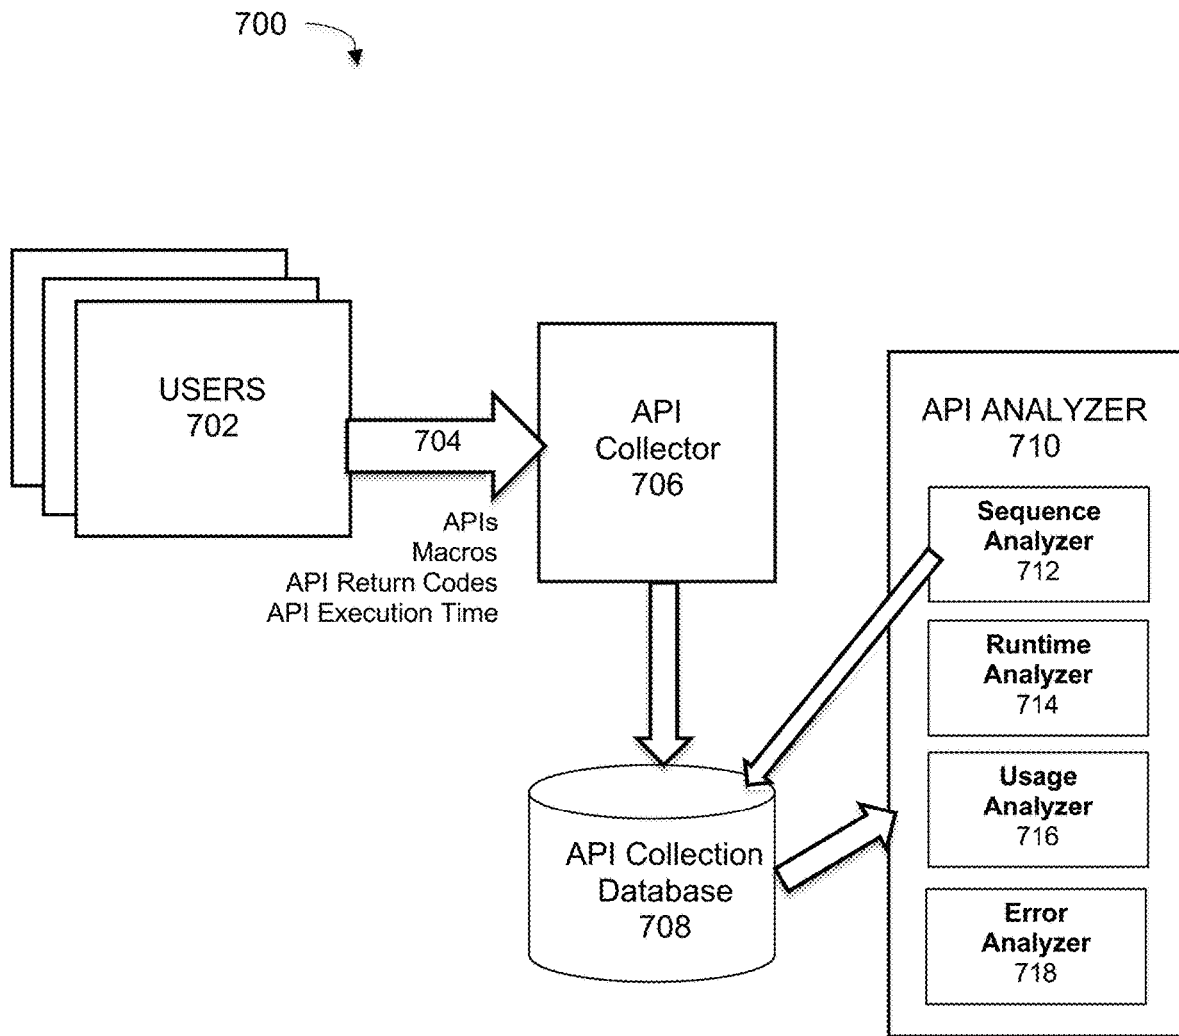 700
USERS
702
704
APIs
Macros
API Return Codes
API Execution Time
API
Collector
706
API Collection
Database
708
API ANALYZER
710
Sequence
Analyzer
712
Runtime
Analyzer
714
Usage
Analyzer
716
Error
Analyzer
718